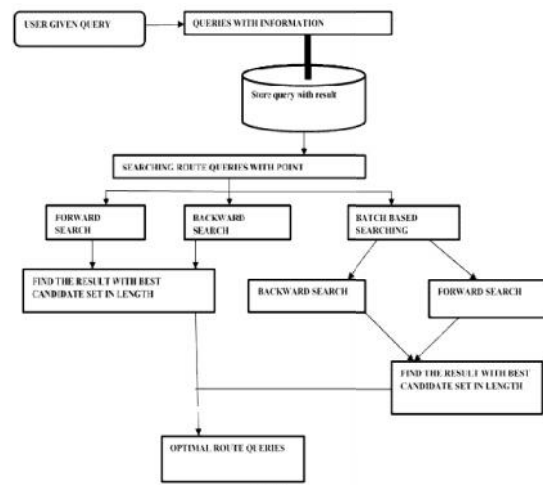 USER GIVEN QUERY
QUERIES WITH INFORMATION
Store query with result
SEARCHING ROUTE QUERIES WITH POINT
FORWARD
SEARCH
BACKWARD
SEARCH
BATCH BASED
SEARCHING
FIND THE RESULT WITH BEST
CANDIDATE SET IN LENGTH
BACKWARD SEARCH
FORWARD SEARCH
FIND THE RESULT WITH BEST
CANDIDATE SET IN LENGTH
OPTIMAL ROUTE QUERIES